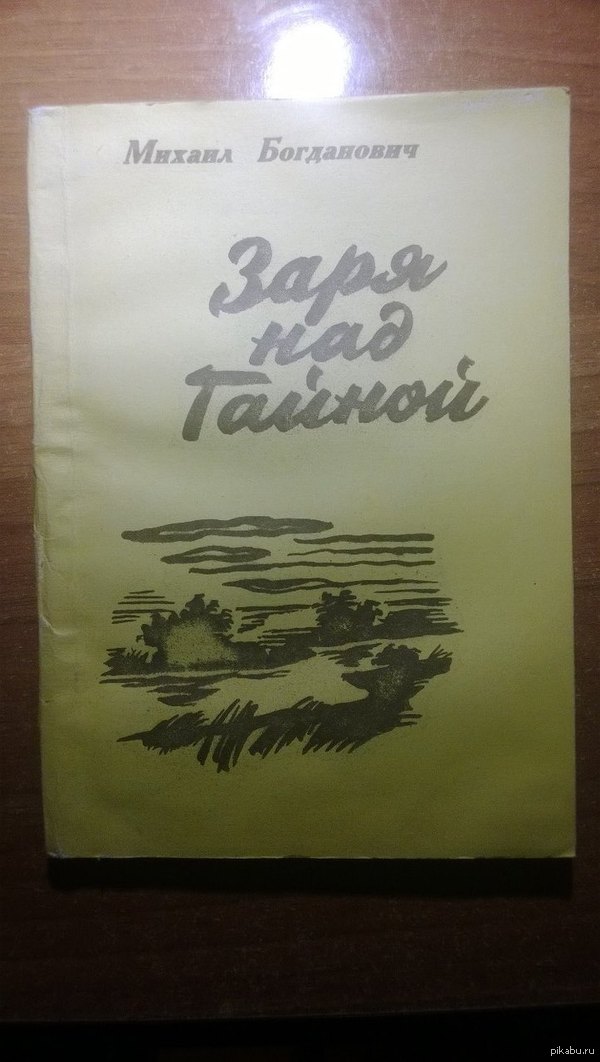 Михаил Богданович
Заря
над
Гайной
pikabu.ru